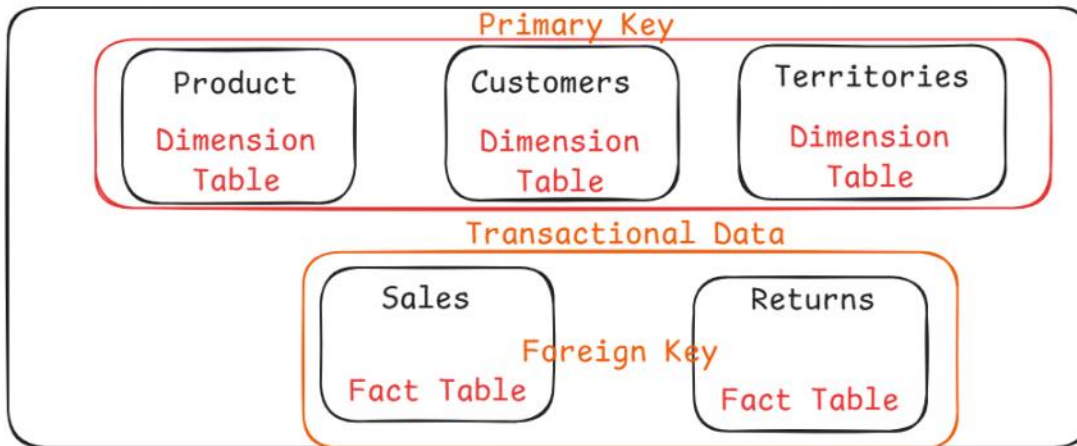 Primary Key
Product
Dimension
Table
Customers
Dimension
Table
Territories
Dimension
Table
Transactional Data
Sales
Fact Table
Foreign Key
Returns
Fact Table